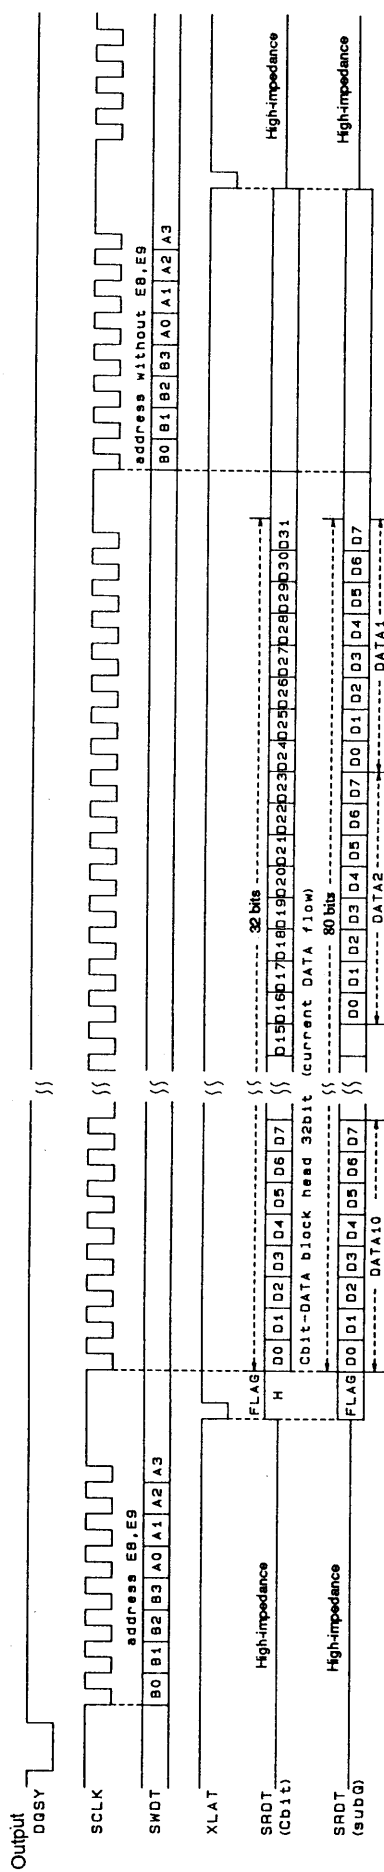 Output
DQSY
SCLK
SWDT
B0 B1 B2 B3 A0 A1 A2 A3
address E8,E9
B0 B1 B2 B3 A0 A1 A2 A3
address without E8,E9
XLAT
SRDT
(Cbit)
High-impedance
FLAG
H
D0 D1 D2 D3 D4 D5 D6 D7
D15 D16 D17 D18 D19 D20 D21 D22 D23 D24 D25 D26 D27 D28 D29 D30 D31
32 bits
High-impedance
Cbit-DATA block head 32bit (current DATA flow)
SRDT
(subQ)
High-impedance
FLAG D0 D1 D2 D3 D4 D5 D6 D7
D0 D1 D2 D3 D4 D5 D6 D7 D0 D1 D2 D3 D4 D5 D6 D7
80 bits
High-impedance
DATA10
DATA2
DATA1